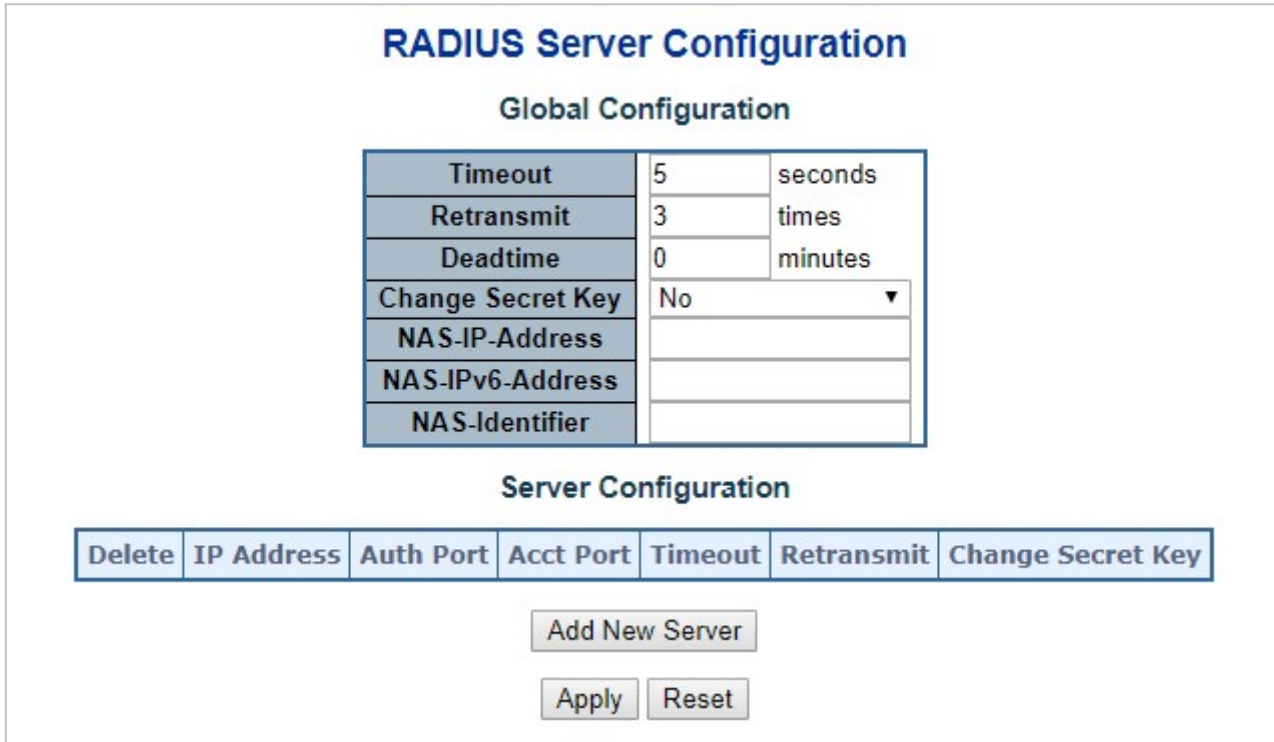 RADIUS Server Configuration
Global Configuration
Timeout 5 seconds
Retransmit 3 times
Deadtime 0 minutes
Change Secret Key No
NAS-IP-Address
NAS-IPv6-Address
NAS-Identifier
Server Configuration
Delete IP Address Auth Port Acct Port Timeout Retransmit Change Secret Key
Add New Server
Apply Reset